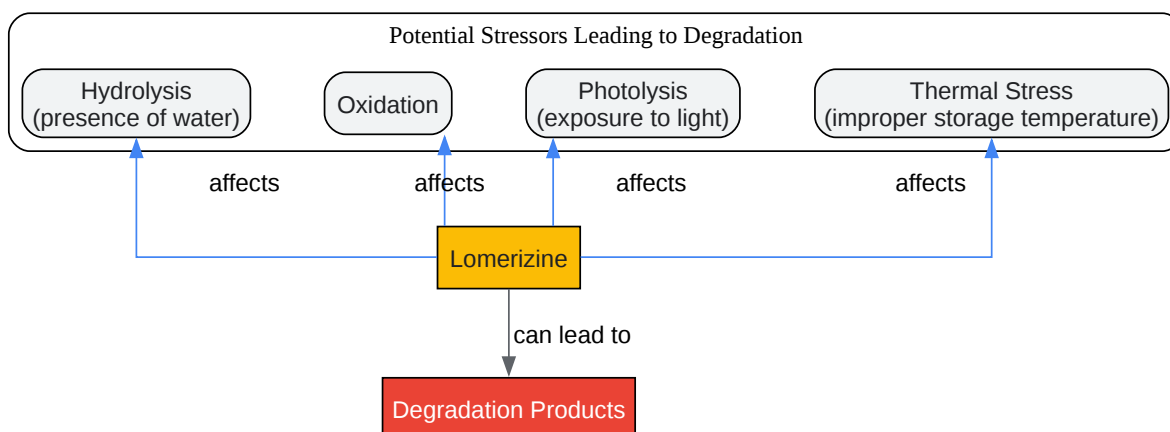 Potential Stressors Leading to Degradation
Hydrolysis
(presence of water)
Oxidation
Photolysis
(exposure to light)
Thermal Stress
(improper storage temperature)
affects
affects
affects
affects
Lomerizine
can lead to
Degradation Products